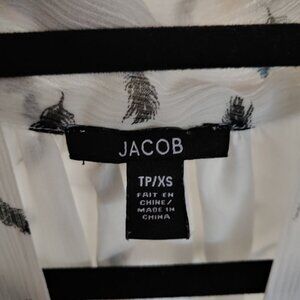 JACOB
TP/XS
FAIT EN
CHINE/
MADE IN
CHINA